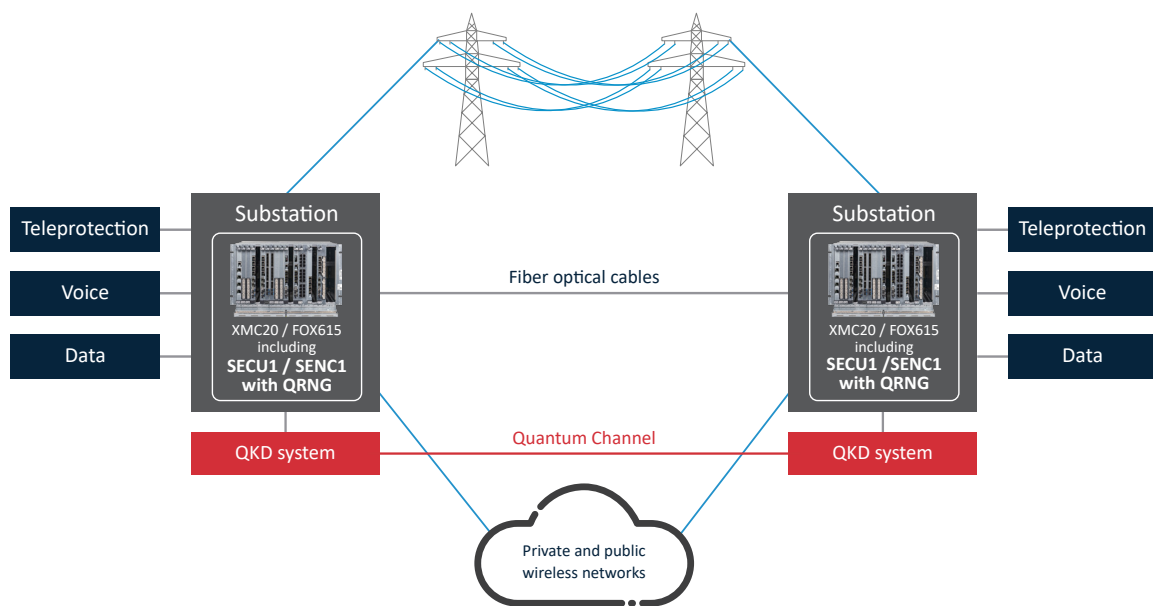 Substation
Substation
Teleprotection
Voice
Data
XMC20 / FOX615
including
SECU1 / SENC1
with QRNG
Fiber optical cables
XMC20 / FOX615
including
SECU1 /SENC1
with QRNG
Teleprotection
Voice
Data
QKD system
Quantum Channel
QKD system
Private and public
wireless networks